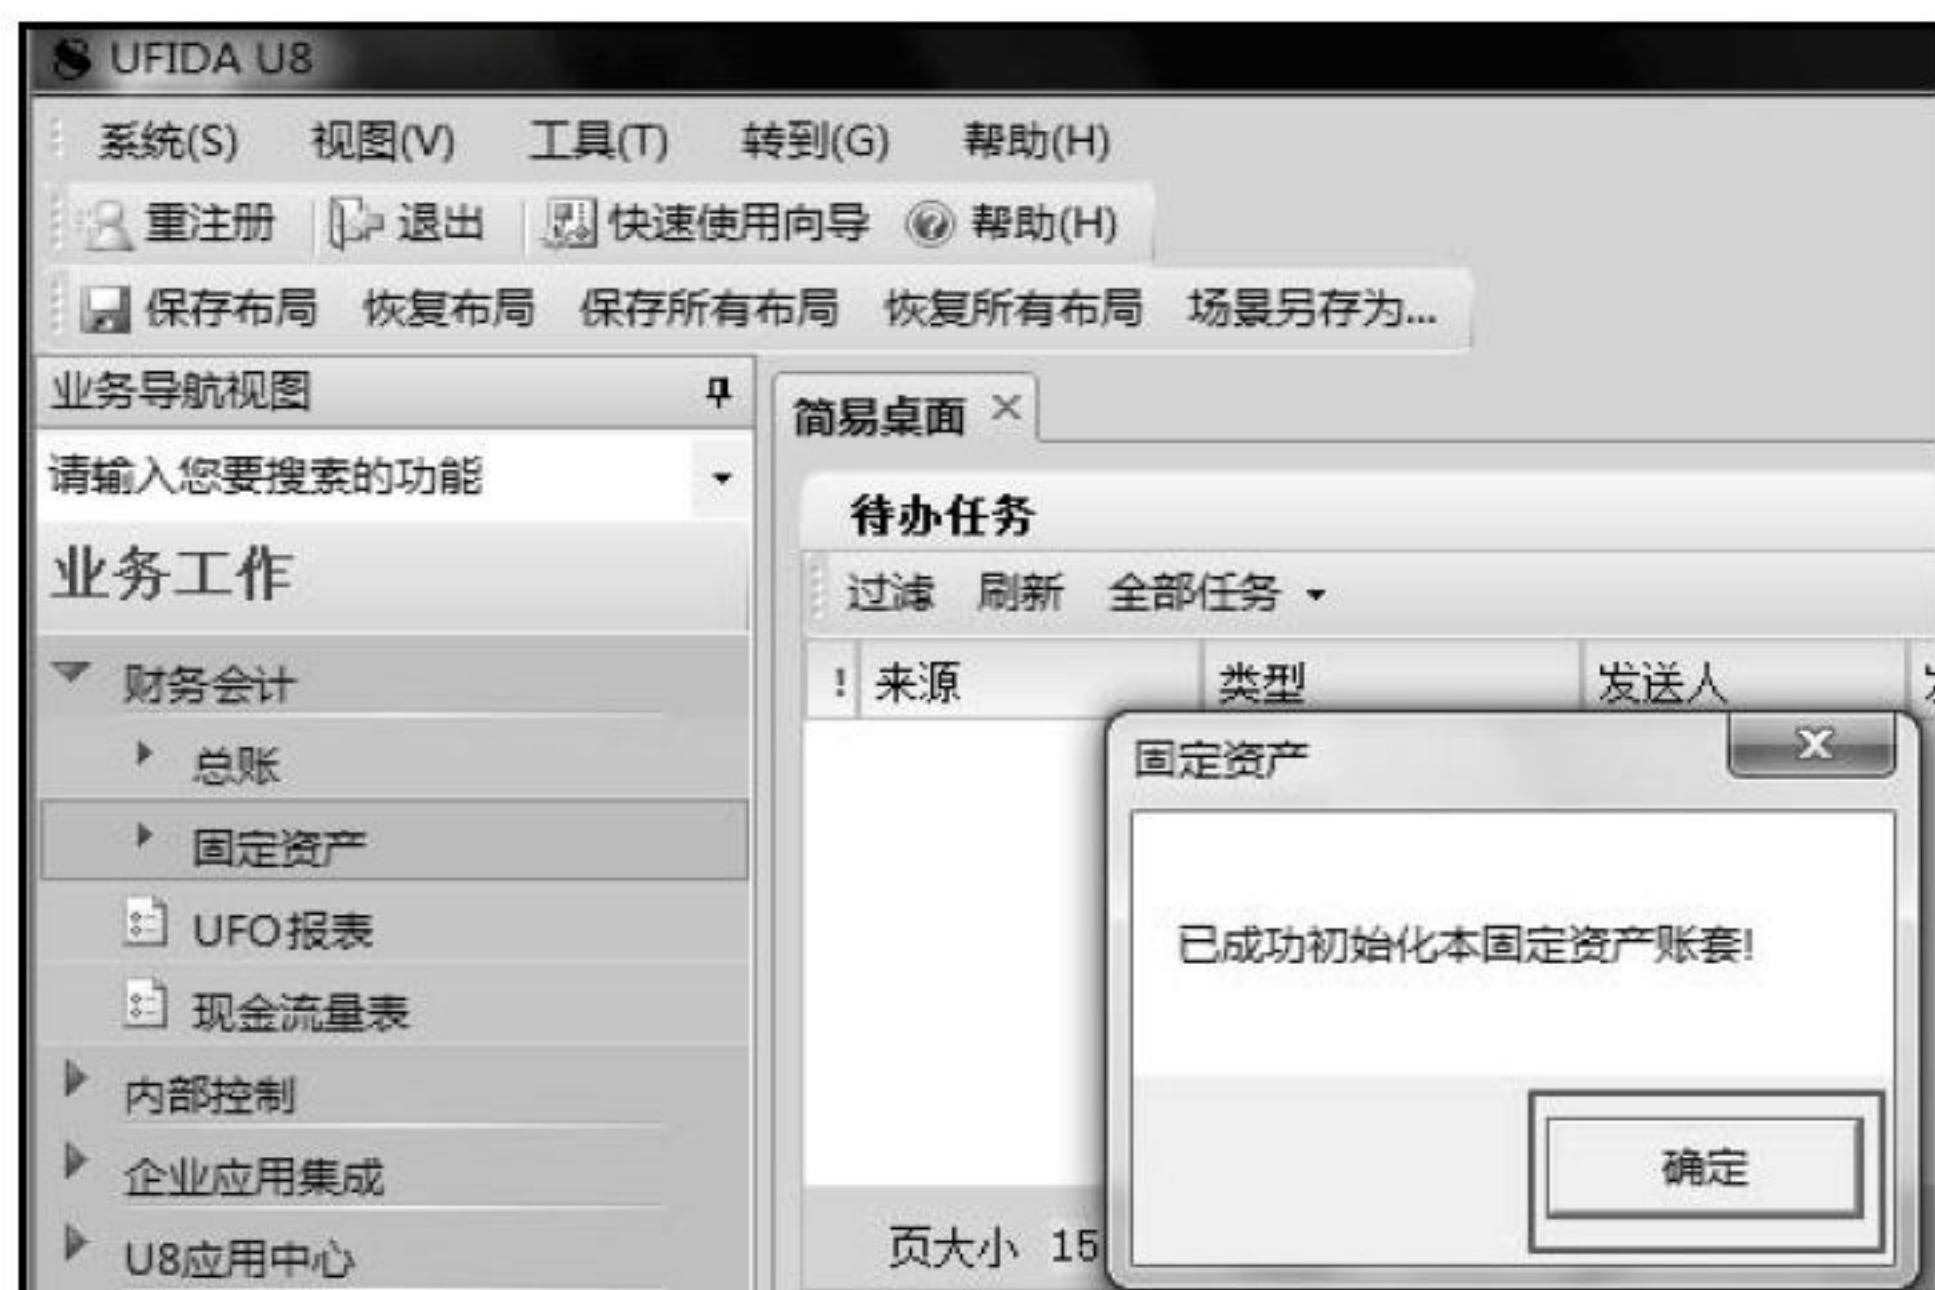 UFIDA U8
系统(S) 视图(V) 工具(T) 转到(G) 帮助(H)
重注册 退出 快速使用向导 帮助(H)
保存布局 恢复布局 保存所有布局 恢复所有布局 场景另存为...
业务导航视图
请输入您要搜索的功能
业务工作
财务会计
总账
固定资产
UFO报表
现金流量表
内部控制
企业应用集成
U8应用中心
简易桌面
待办任务
过滤 刷新 全部任务
! 来源 类型 发送人
固定资产
已成功初始化本固定资产账套!
确定
页大小 15